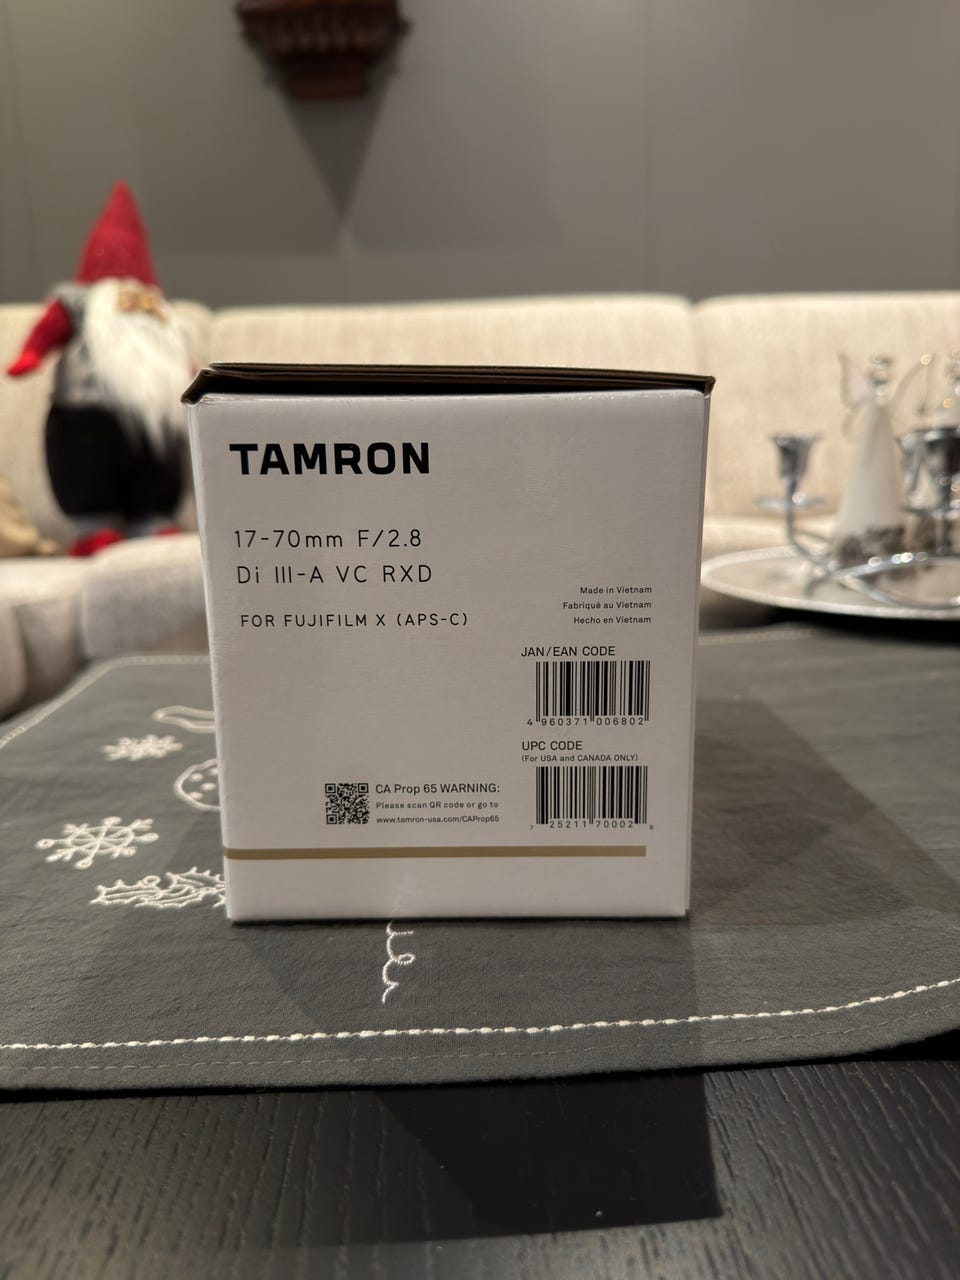 TAMRON
17-70mm F/2.8
Di III-A VC RXD
FOR FUJIFILM X (APS-C)
Made in Vietnam
Fabriqué au Vietnam
Hecho en Vietnam
JAN/EAN CODE
4 960371 006802
UPC CODE
(For USA and CANADA ONLY)
7 25211 70002 9
CA Prop 65 WARNING:
Please scan QR code or go to
www.tamron-usa.com/CAProp65